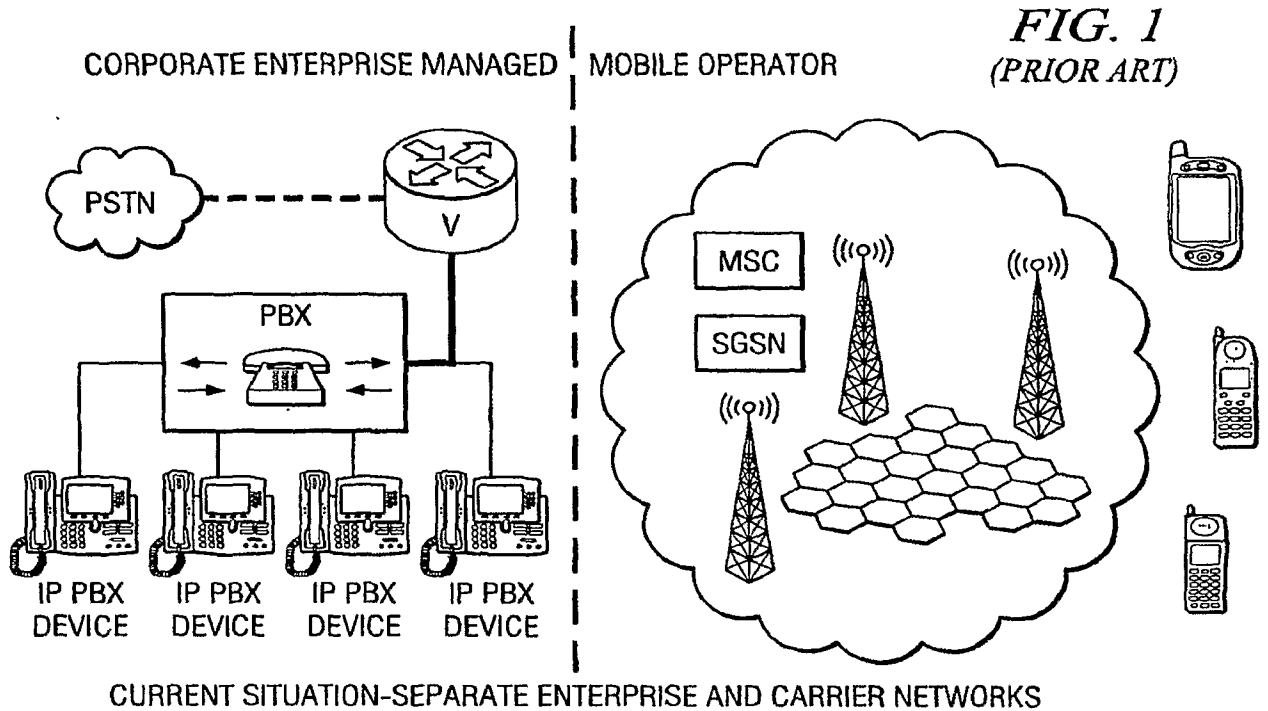 FIG. 1
(PRIOR ART)
CORPORATE ENTERPRISE MANAGED
MOBILE OPERATOR
PSTN
V
MSC
SGSN
PBX
IP PBX
DEVICE
IP PBX
DEVICE
IP PBX
DEVICE
IP PBX
DEVICE
CURRENT SITUATION-SEPARATE ENTERPRISE AND CARRIER NETWORKS